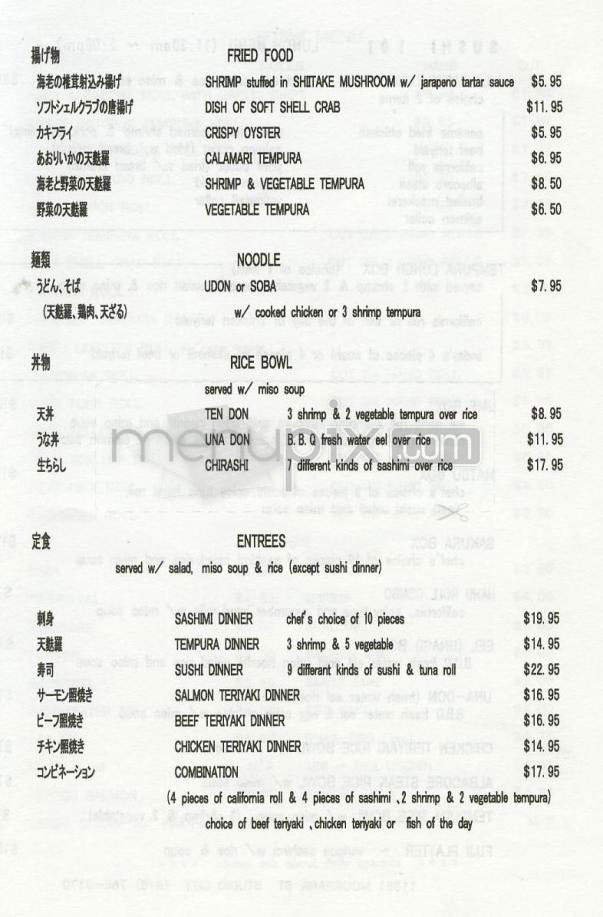 揚げ物 FRIED FOOD
海老の椎茸射込み揚げ SHRIMP stuffed in SHIITAKE MUSHROOM w/ jarapeno tartar sauce $5.95
ソフトシェルクラブの唐揚げ DISH OF SOFT SHELL CRAB $11.95
カキフライ CRISPY OYSTER $5.95
あおりいかの天麩羅 CALAMARI TEMPURA $6.95
海老と野菜の天麩羅 SHRIMP & VEGETABLE TEMPURA $8.50
野菜の天麩羅 VEGETABLE TEMPURA $6.50
麺類 NOODLE
うどん、そば UDON or SOBA $7.95
(天麩羅、鶏肉、天ざる) w/ cooked chicken or 3 shrimp tempura
丼物 RICE BOWL
served w/ miso soup
天丼 TEN DON 3 shrimp & 2 vegetable tempura over rice $8.95
うな丼 UNA DON B.B.Q fresh water eel over rice $11.95
生ちらし CHIRASHI 7 different kinds of sashimi over rice $17.95
menupix.com
定食 ENTREES
served w/ salad, miso soup & rice (except sushi dinner)
刺身 SASHIMI DINNER chef's choice of 10 pieces $19.95
天麩羅 TEMPURA DINNER 3 shrimp & 5 vegetable $14.95
寿司 SUSHI DINNER 9 different kinds of sushi & tuna roll $22.95
サーモン照焼き SALMON TERIYAKI DINNER $16.95
ビーフ照焼き BEEF TERIYAKI DINNER $16.95
チキン照焼き CHICKEN TERIYAKI DINNER $14.95
コンビネーション COMBINATION $17.95
(4 pieces of california roll & 4 pieces of sashimi ,2 shrimp & 2 vegetable tempura)
choice of beef teriyaki ,chicken teriyaki or fish of the day